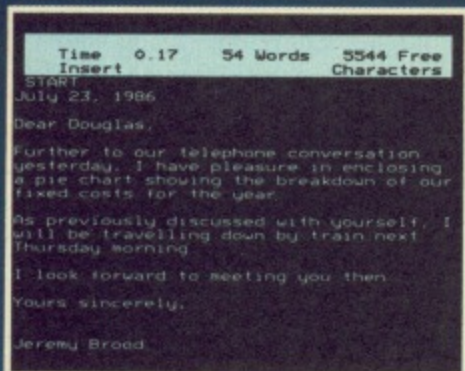 Time 0.17 54 Words 5544 Free
Insert Characters
START
July 23, 1986
Dear Douglas,
Further to our telephone conversation
yesterday, I have pleasure in enclosing
a pie chart showing the breakdown of our
fixed costs for the year
As previously discussed with yourself, I
will be travelling down by train next
Thursday morning
I look forward to meeting you then
Yours sincerely,
Jeremy Brood